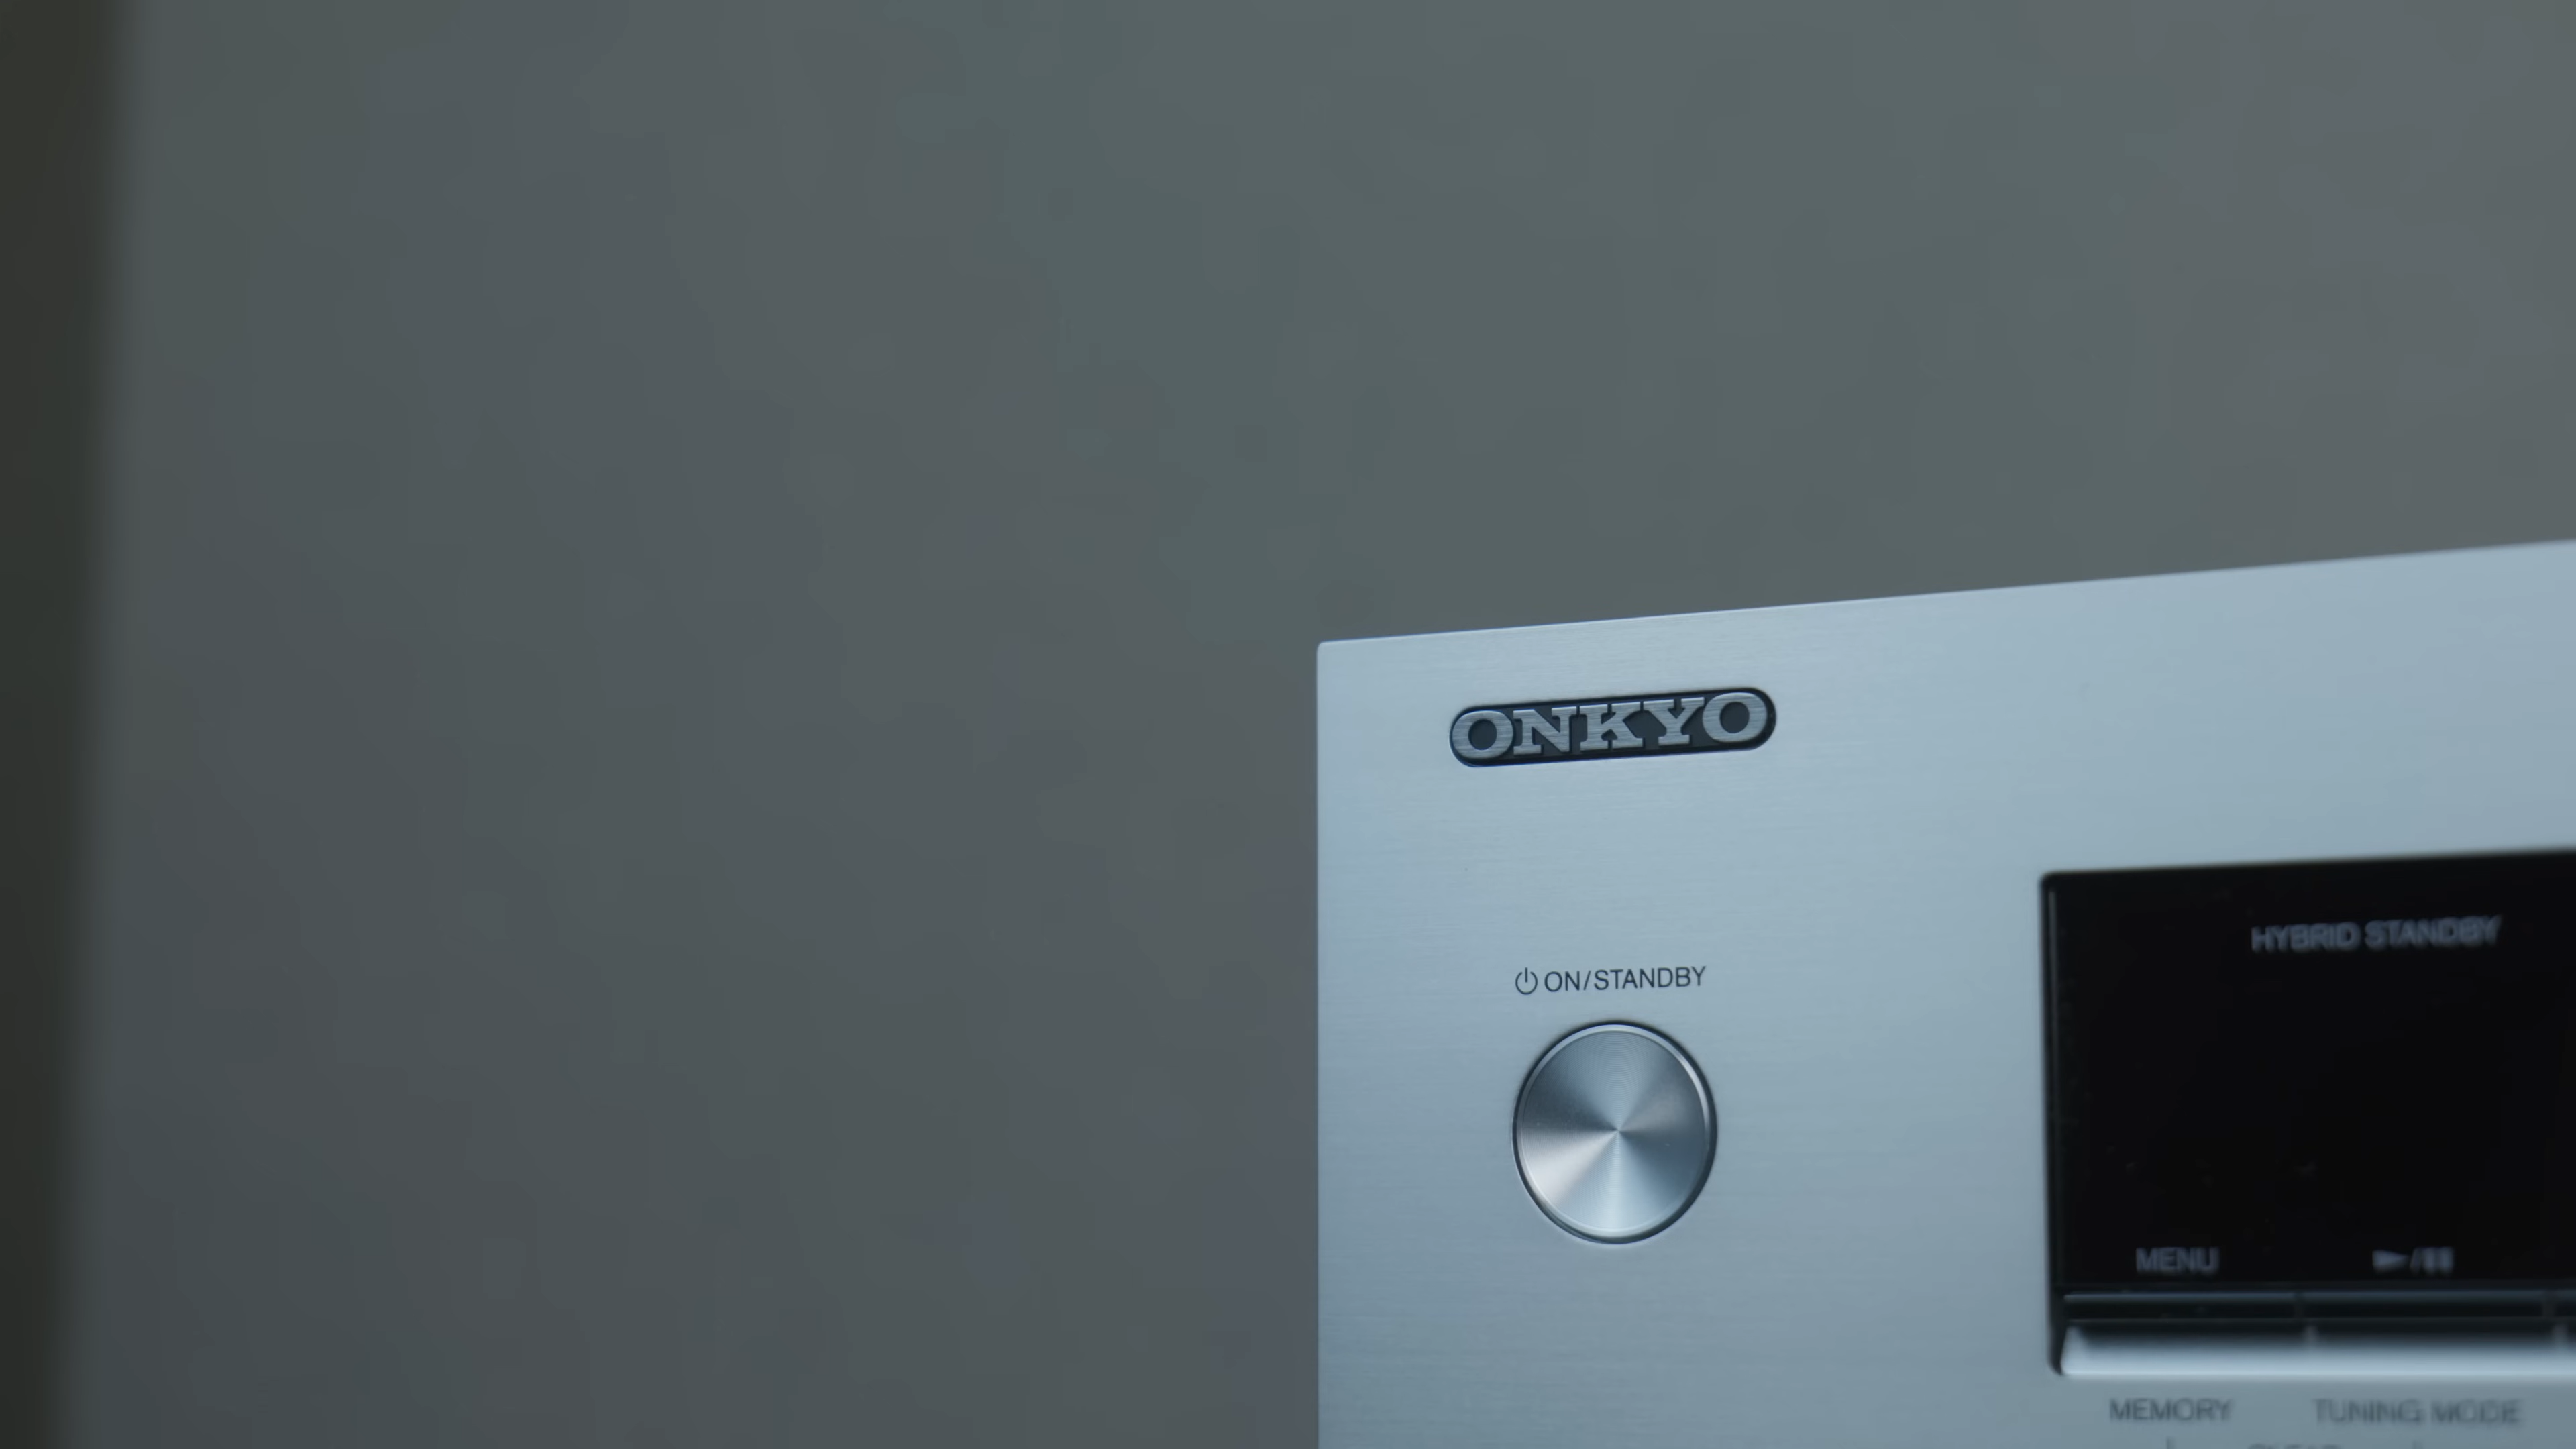 ONKYO
⏻ ON/STANDBY
HYBRID STANDBY
MENU ►/❚❚
MEMORY TUNING MODE